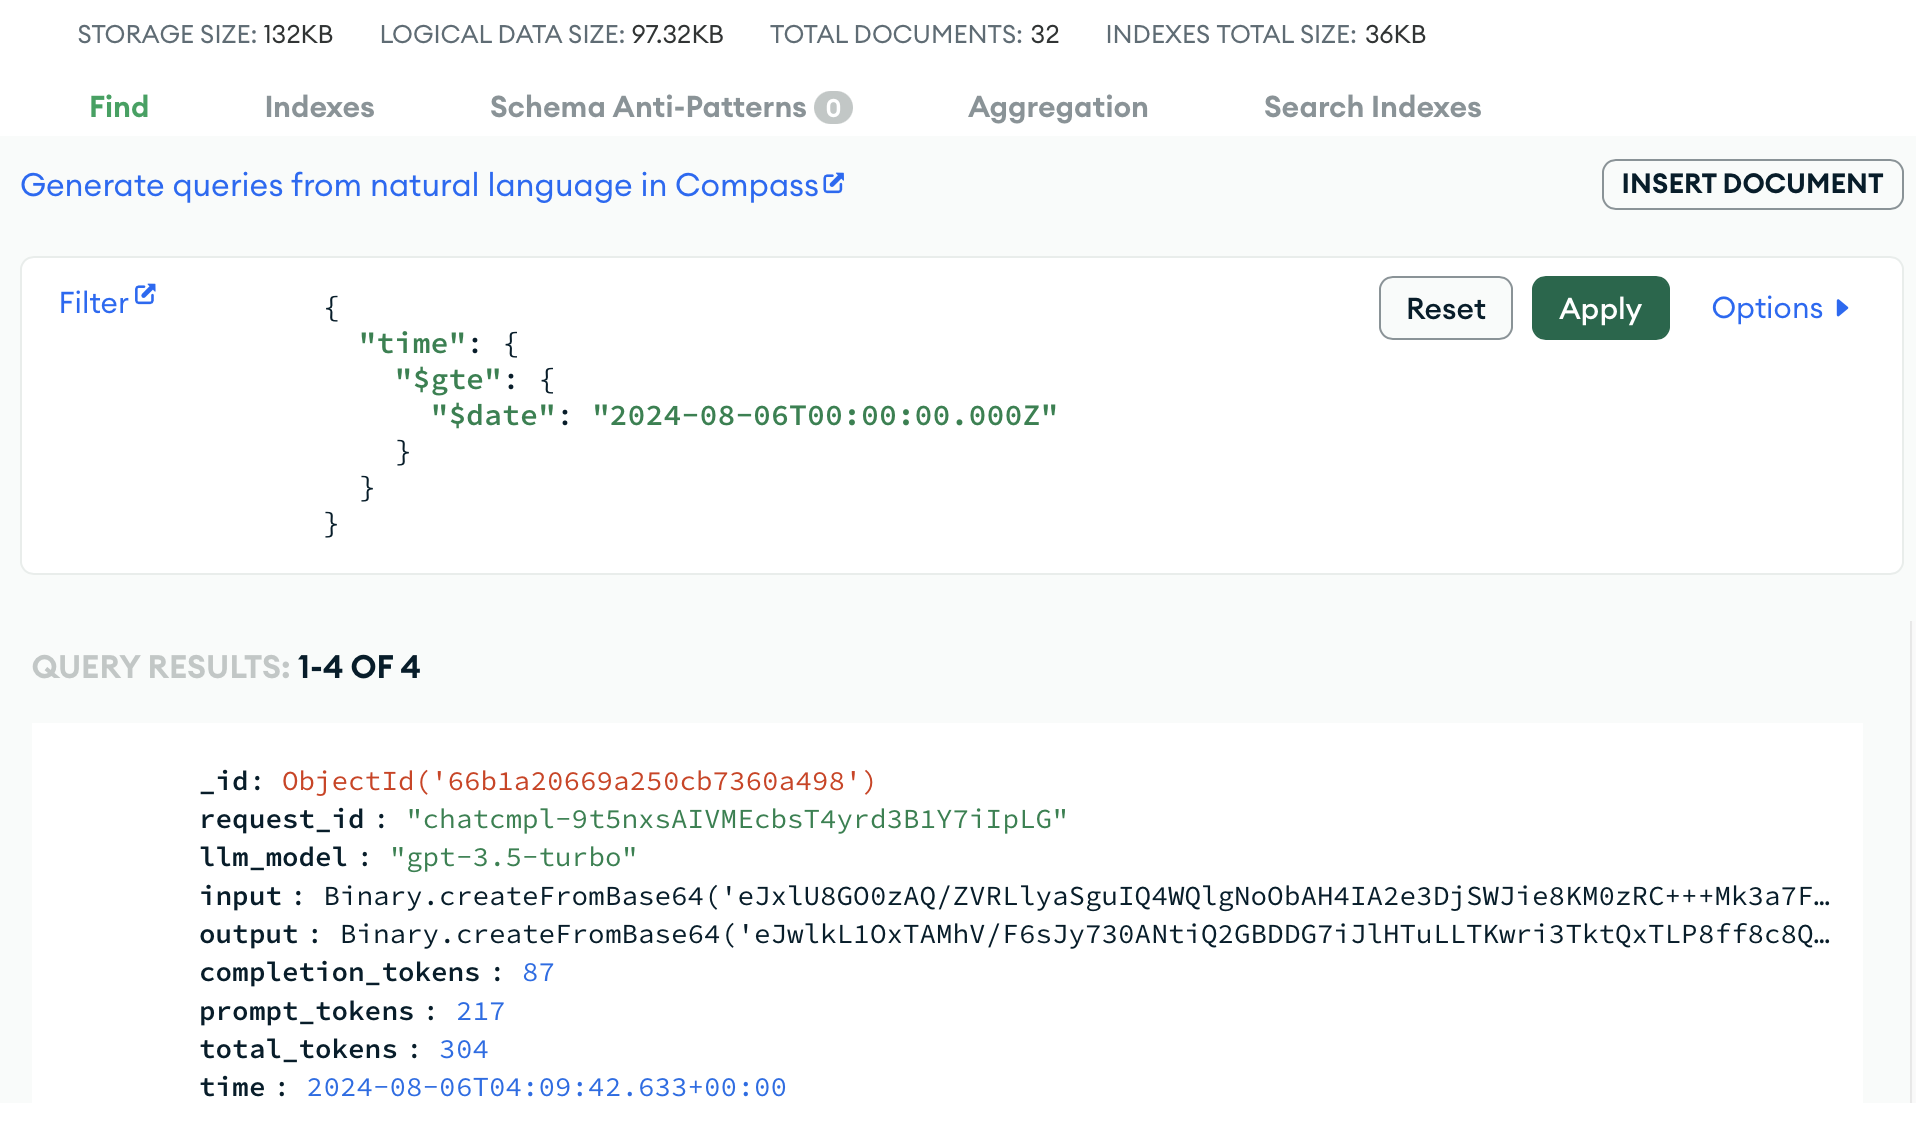 STORAGE SIZE: 132KB LOGICAL DATA SIZE: 97.32KB TOTAL DOCUMENTS: 32 INDEXES TOTAL SIZE: 36KB
Find Indexes Schema Anti-Patterns 0 Aggregation Search Indexes
Generate queries from natural language in Compass INSERT DOCUMENT
Filter { Reset Apply Options
"time": {
"$gte": {
"$date": "2024-08-06T00:00:00.000Z"
}
}
}
QUERY RESULTS: 1-4 OF 4
_id: ObjectId('66b1a20669a250cb7360a498')
request_id : "chatcmpl-9t5nxsAIVMEcbsT4yrd3B1Y7iIpLG"
llm_model : "gpt-3.5-turbo"
input : Binary.createFromBase64('eJxlU8GO0zAQ/ZVRLlyaSguIQ4WQlgNoObAH4IA2e3DjSWJie8KM0zRC+++Mk3a7F…
output : Binary.createFromBase64('eJwlkL1OxTAMhV/F6sJy730ANtiQ2GBDDG7iJlHTuLLTKwri3TktQxTLP8ff8c8Q…
completion_tokens : 87
prompt_tokens : 217
total_tokens : 304
time : 2024-08-06T04:09:42.633+00:00